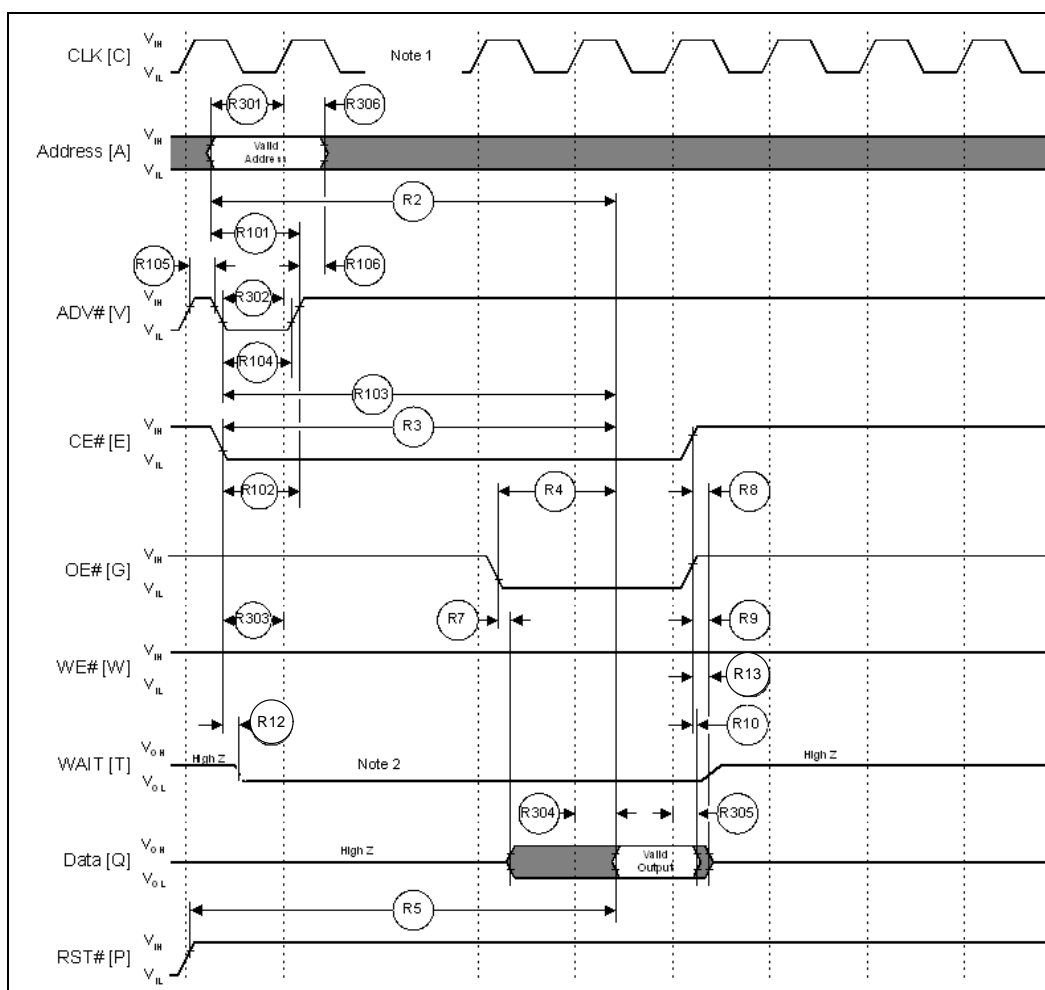 CLK [C]
VIH
VIL
Note 1
R301
R306
Address [A]
VIH
VIL
Valid
Address
R2
R101
R105
R106
ADV# [V]
VIH
VIL
R302
R104
R103
CE# [E]
VIH
VIL
R3
R102
R4
R8
OE# [G]
VIH
VIL
R303
R7
R9
WE# [W]
VIH
VIL
R13
R12
R10
WAIT [T]
VOH
VOL
High Z
Note 2
High Z
R304
R305
Data [Q]
VOH
VOL
High Z
Valid
Output
R5
RST# [P]
VIH
VIL